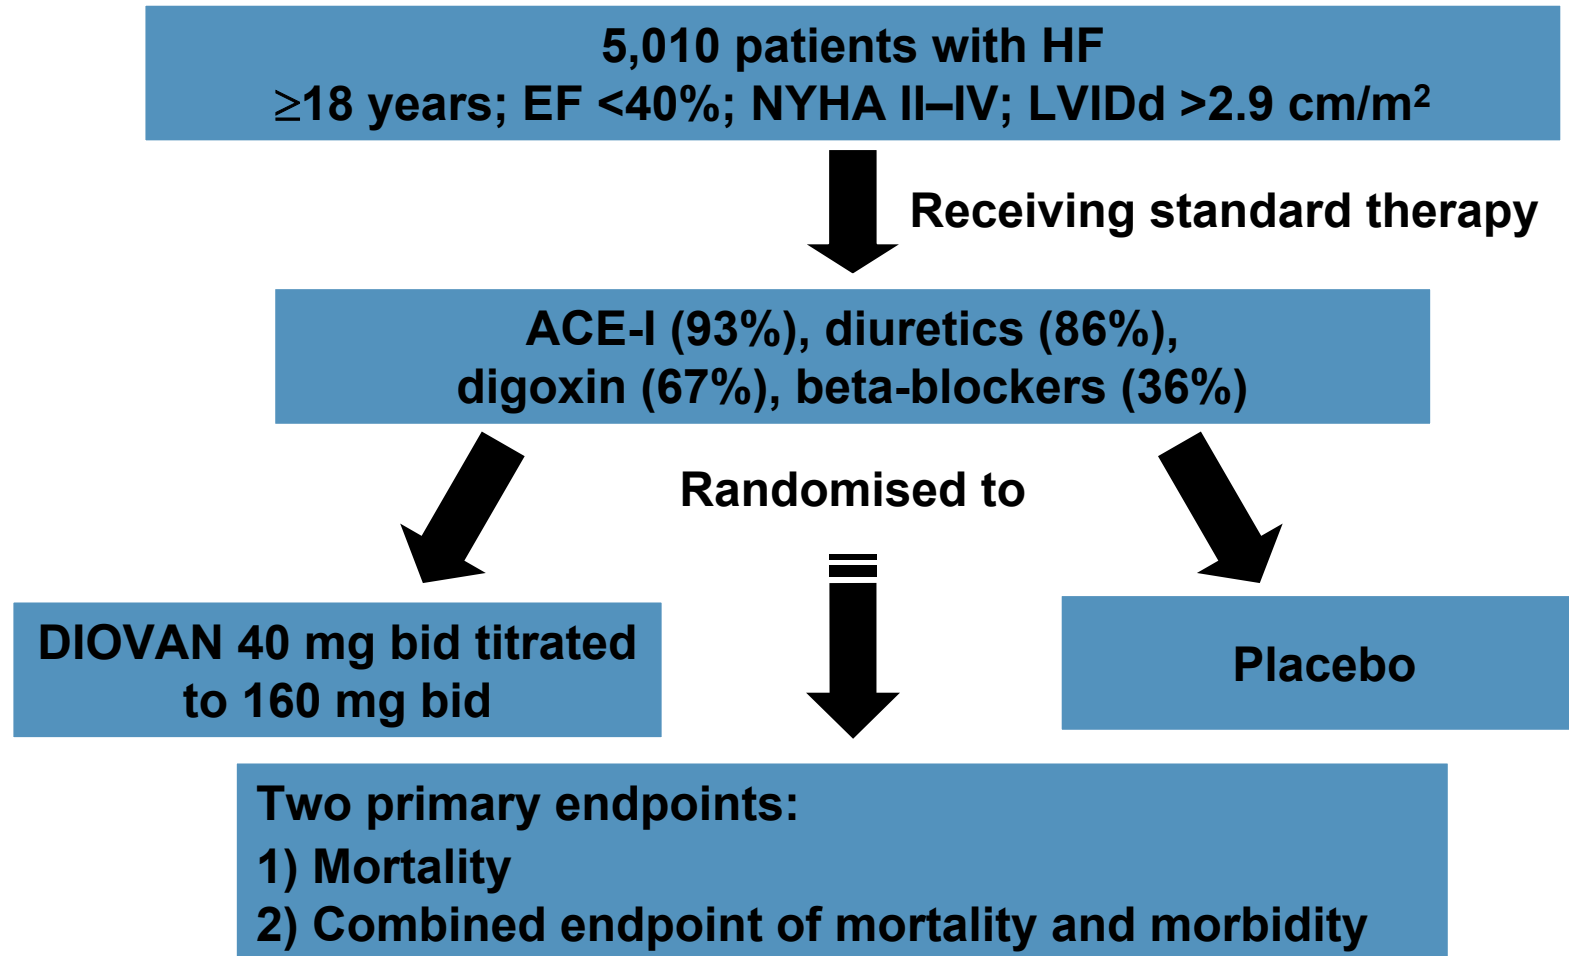 5,010 patients with HF
≥18 years; EF <40%; NYHA II–IV; LVIDd >2.9 cm/m²
Receiving standard therapy
ACE-I (93%), diuretics (86%),
digoxin (67%), beta-blockers (36%)
Randomised to
DIOVAN 40 mg bid titrated
to 160 mg bid
Placebo
Two primary endpoints:
1) Mortality
2) Combined endpoint of mortality and morbidity